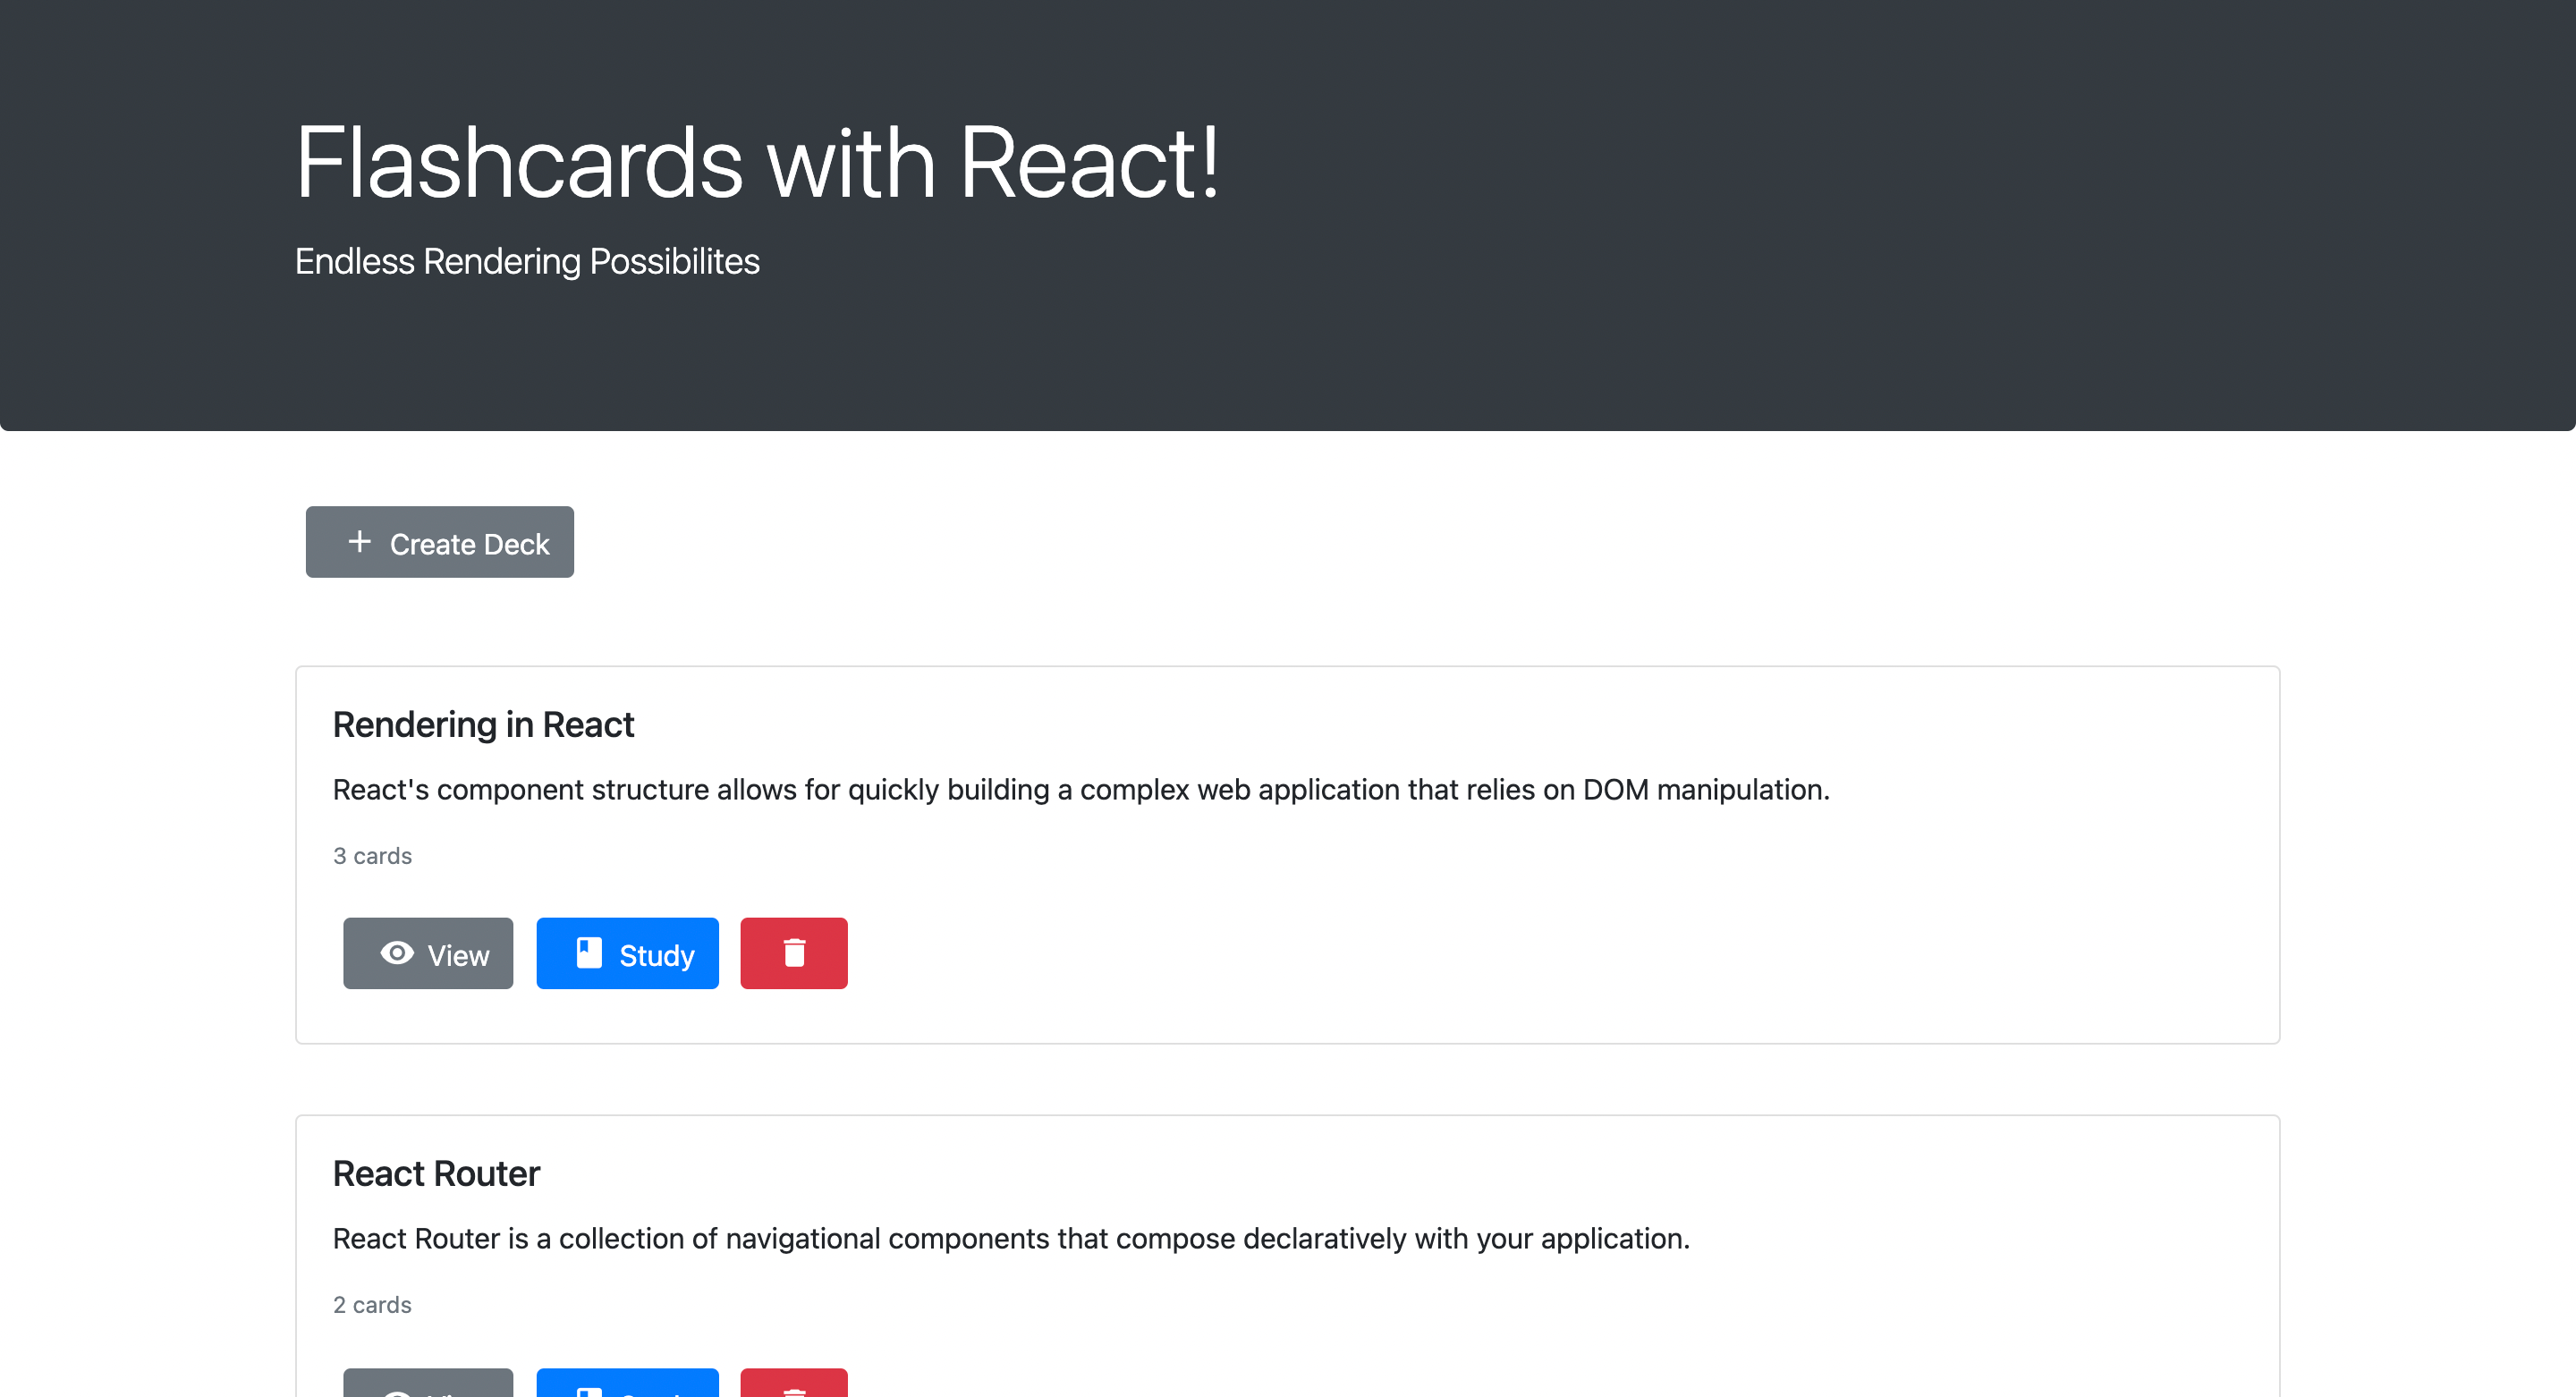 Flashcards with React!
Endless Rendering Possibilites
Create Deck
Rendering in React
React's component structure allows for quickly building a complex web application that relies on DOM manipulation.
3 cards
View
Study
React Router
React Router is a collection of navigational components that compose declaratively with your application.
2 cards